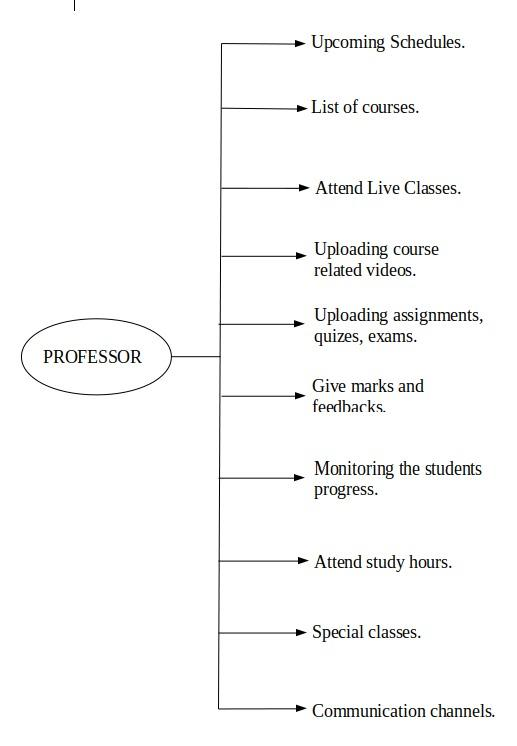 Upcoming Schedules.
List of courses.
Attend Live Classes.
Uploading course
related videos.
Uploading assignments,
quizes, exams.
PROFESSOR
Give marks and
feedbacks.
Monitoring the students
progress.
Attend study hours.
Special classes.
Communication channels.